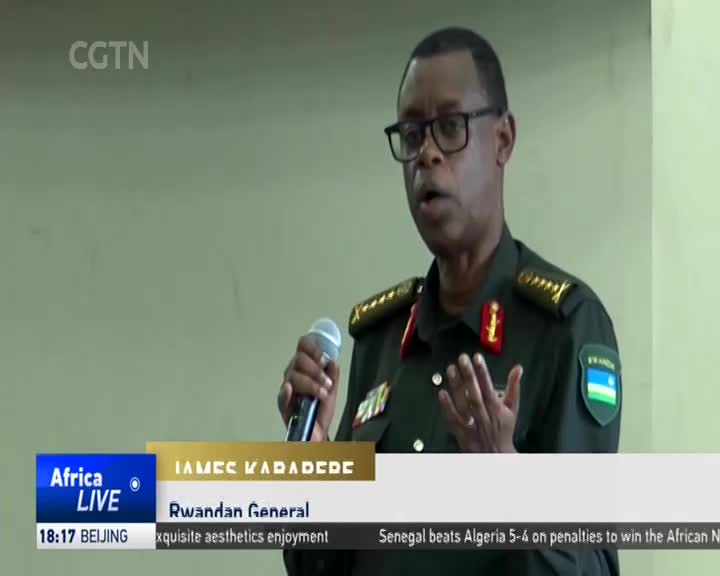 CGTN
RWANDA
JAMES KABAREBE
Africa
LIVE
Rwandan General
18:17 BEIJING
xquisite aesthetics enjoyment Senegal beats Algeria 5-4 on penalties to win the African N